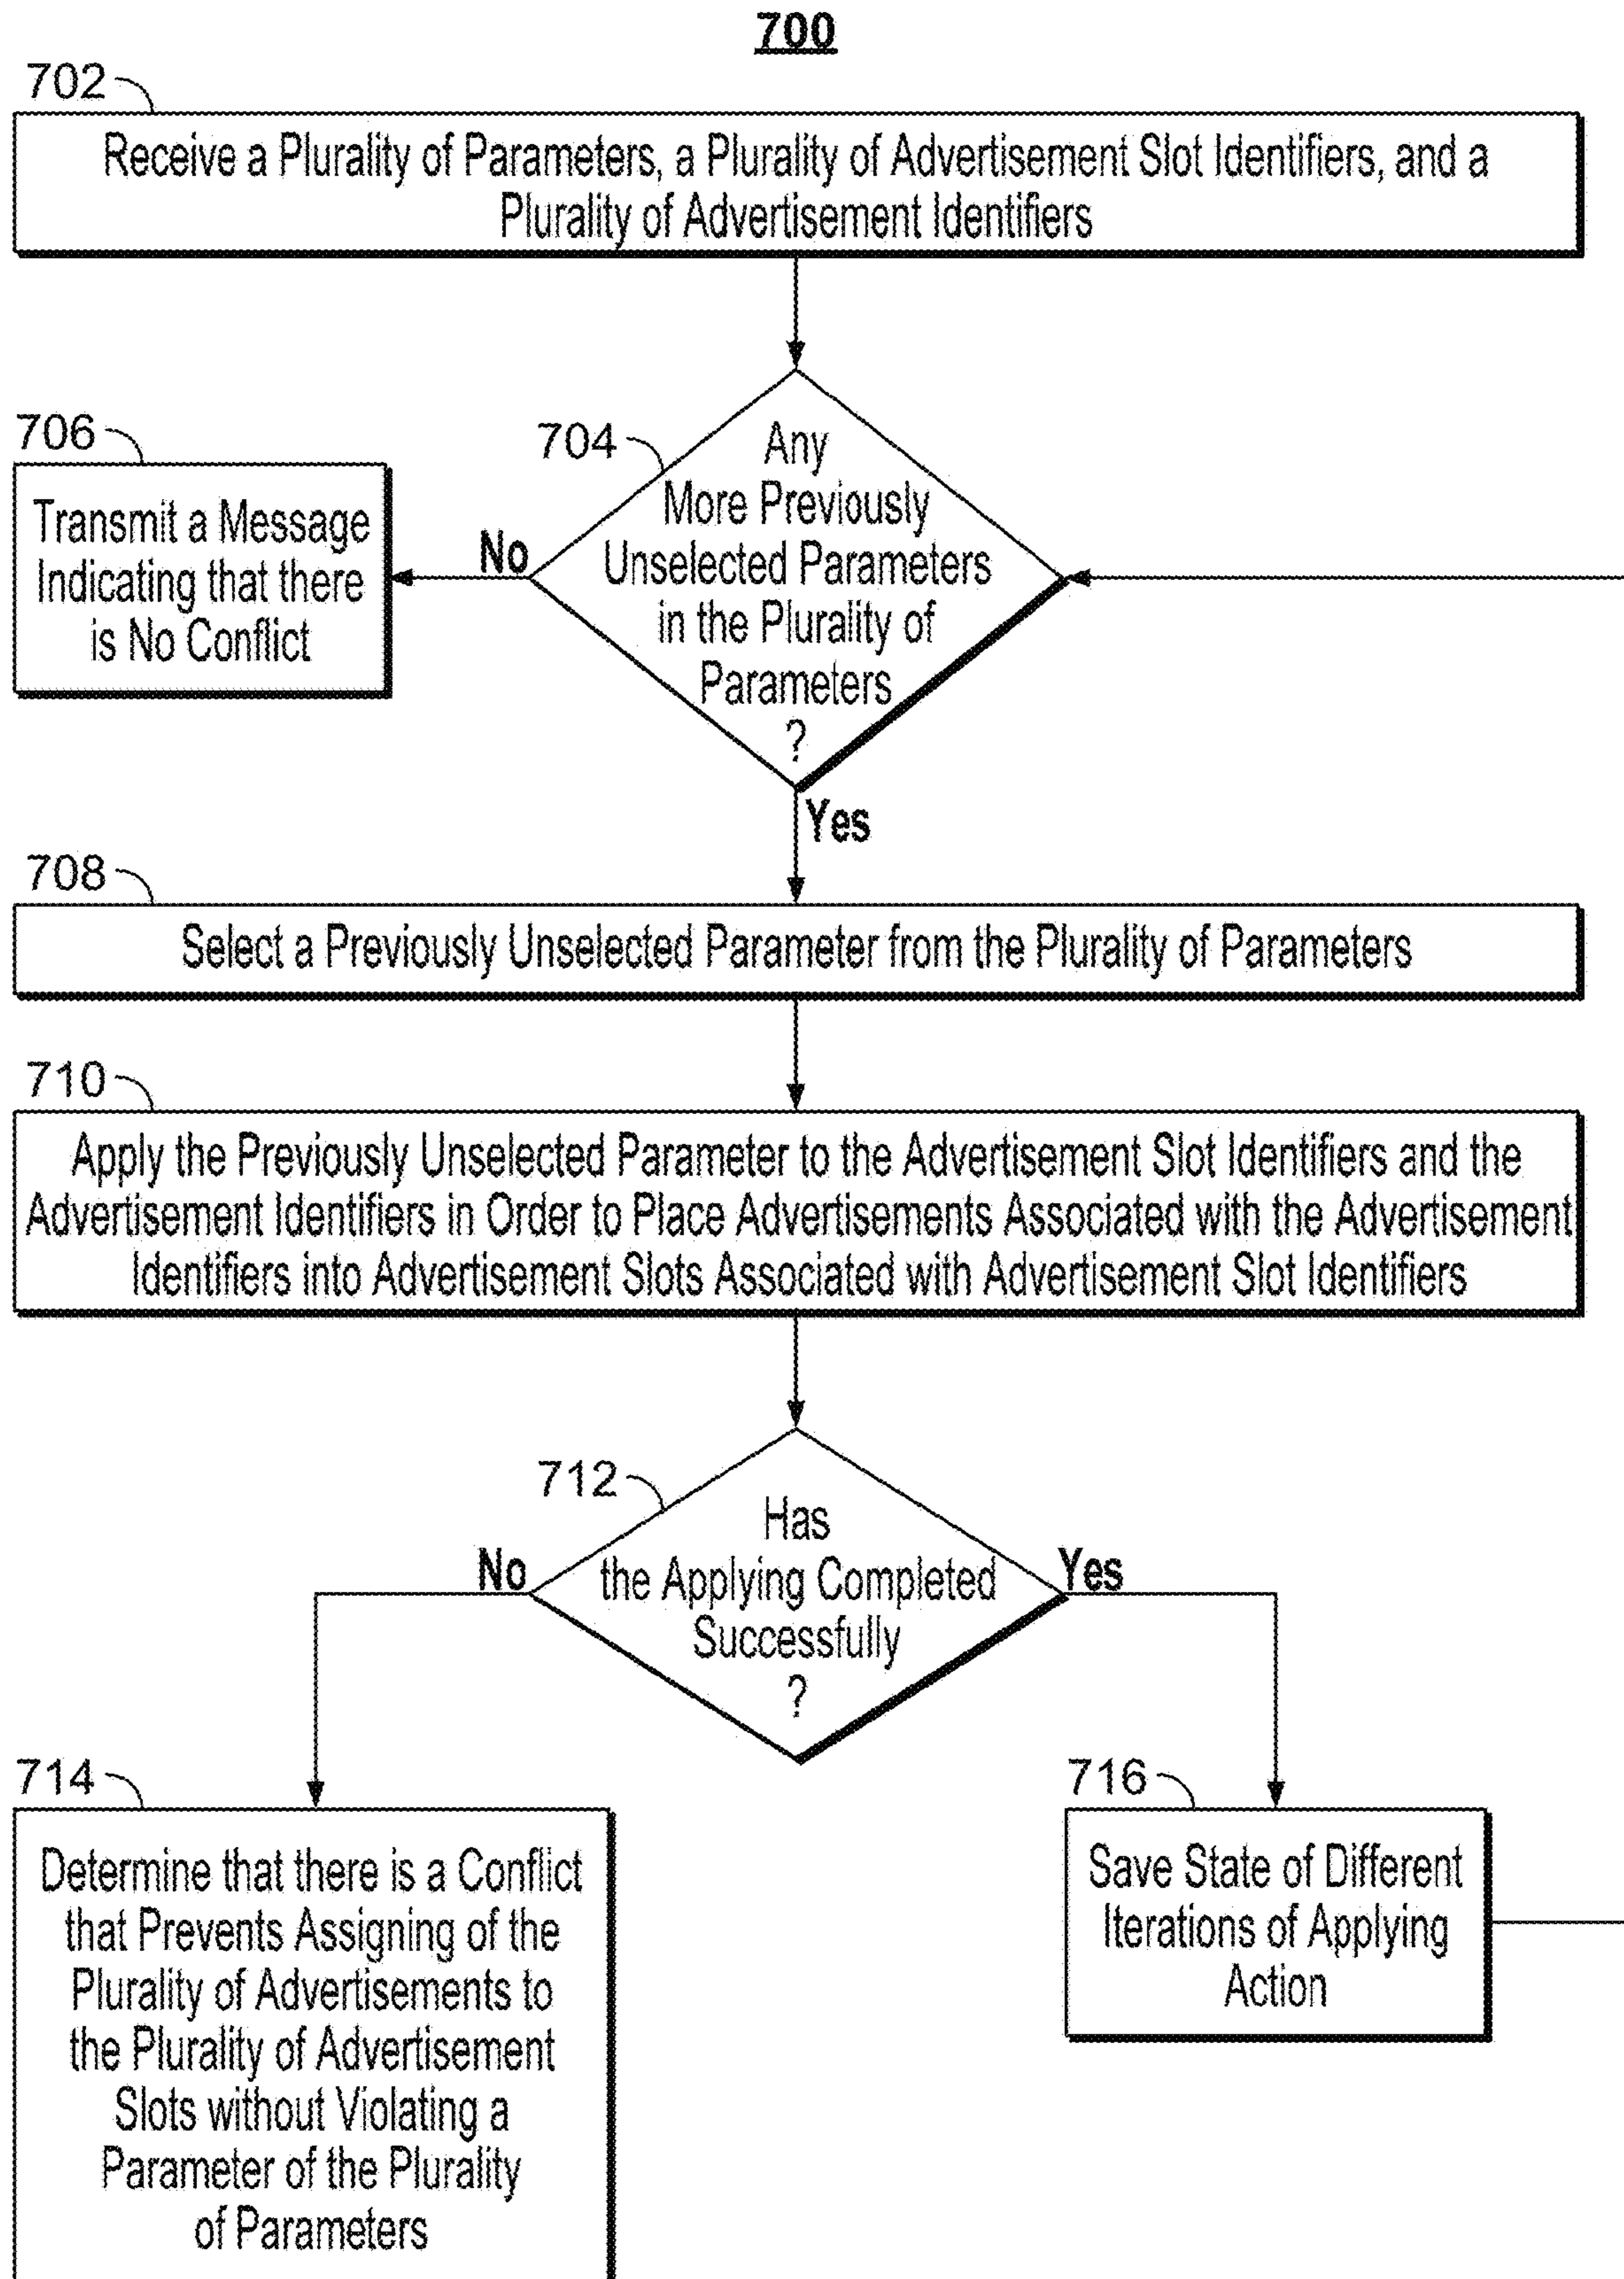 700
702
Receive a Plurality of Parameters, a Plurality of Advertisement Slot Identifiers, and a
Plurality of Advertisement Identifiers
706
Transmit a Message
Indicating that there
is No Conflict
704
Any
More Previously
Unselected Parameters
in the Plurality of
Parameters
?
No
Yes
708
Select a Previously Unselected Parameter from the Plurality of Parameters
710
Apply the Previously Unselected Parameter to the Advertisement Slot Identifiers and the
Advertisement Identifiers in Order to Place Advertisements Associated with the Advertisement
Identifiers into Advertisement Slots Associated with Advertisement Slot Identifiers
712
Has
the Applying Completed
Successfully
?
No
Yes
714
Determine that there is a Conflict
that Prevents Assigning of the
Plurality of Advertisements to
the Plurality of Advertisement
Slots without Violating a
Parameter of the Plurality
of Parameters
716
Save State of Different
Iterations of Applying
Action